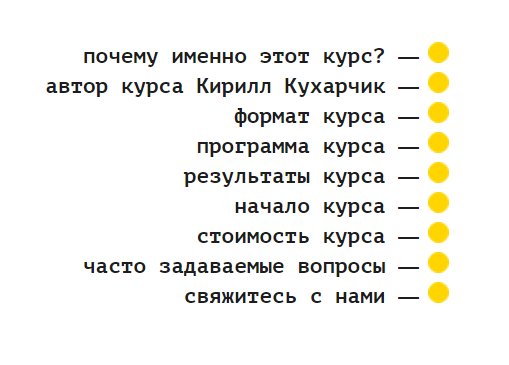 почему именно этот курс? —
автор курса Кирилл Кухарчик —
формат курса —
программа курса —
результаты курса —
начало курса —
стоимость курса —
часто задаваемые вопросы —
свяжитесь с нами —